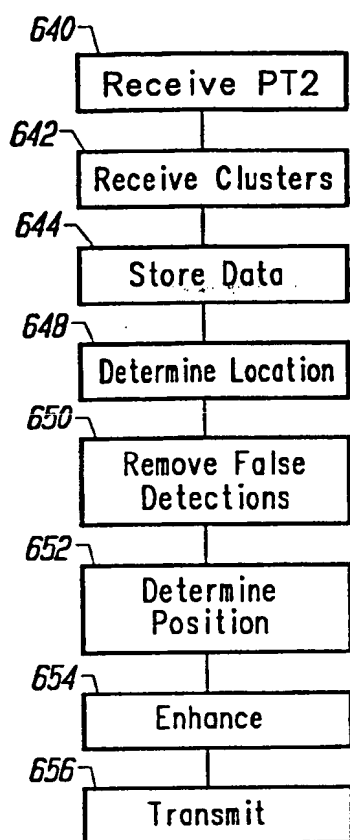 640
Receive PT2
642
Receive Clusters
644
Store Data
648
Determine Location
650
Remove False
Detections
652
Determine
Position
654
Enhance
656
Transmit